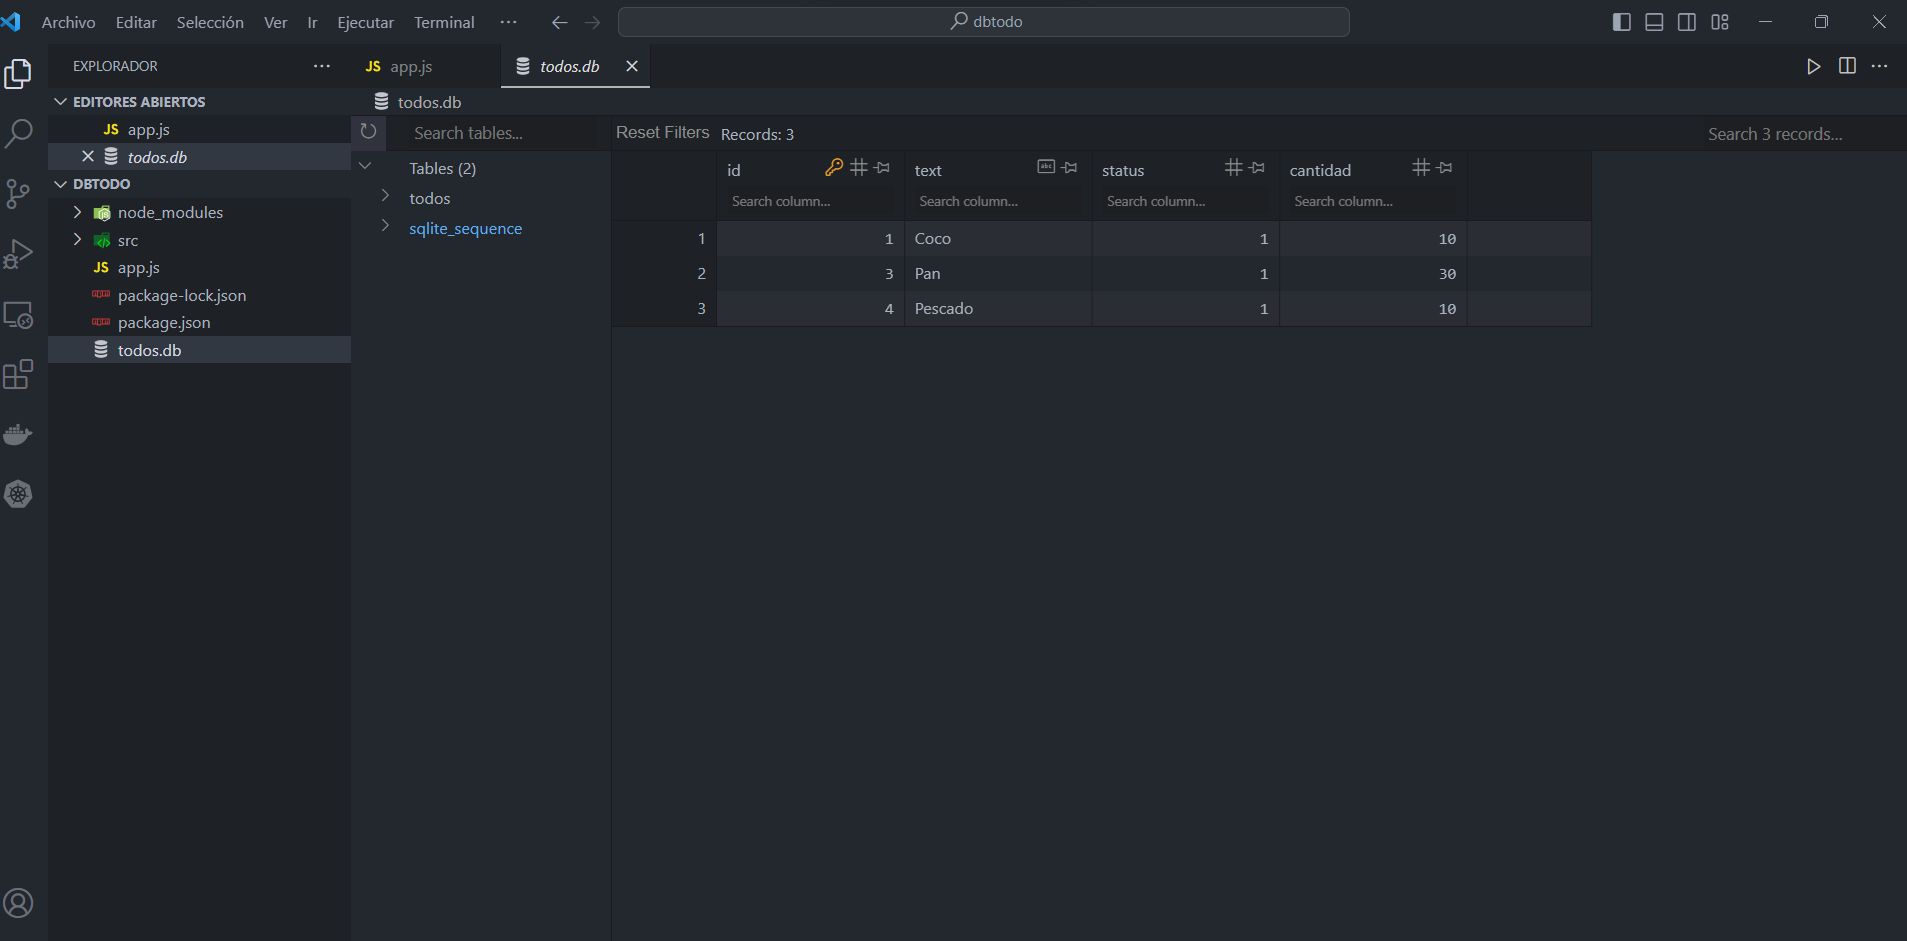 Archivo Editar Selección Ver Ir Ejecutar Terminal ··· dbtodo
EXPLORADOR ···
JS app.js
todos.db
EDITORES ABIERTOS
JS app.js
todos.db
DBTODO
node_modules
src
JS app.js
package-lock.json
package.json
todos.db
todos.db
Search tables...
Tables (2)
todos
sqlite_sequence
Reset Filters Records: 3 Search 3 records...
id text status cantidad
Search column... Search column... Search column... Search column...
1 1 Coco 1 10
2 3 Pan 1 30
3 4 Pescado 1 10